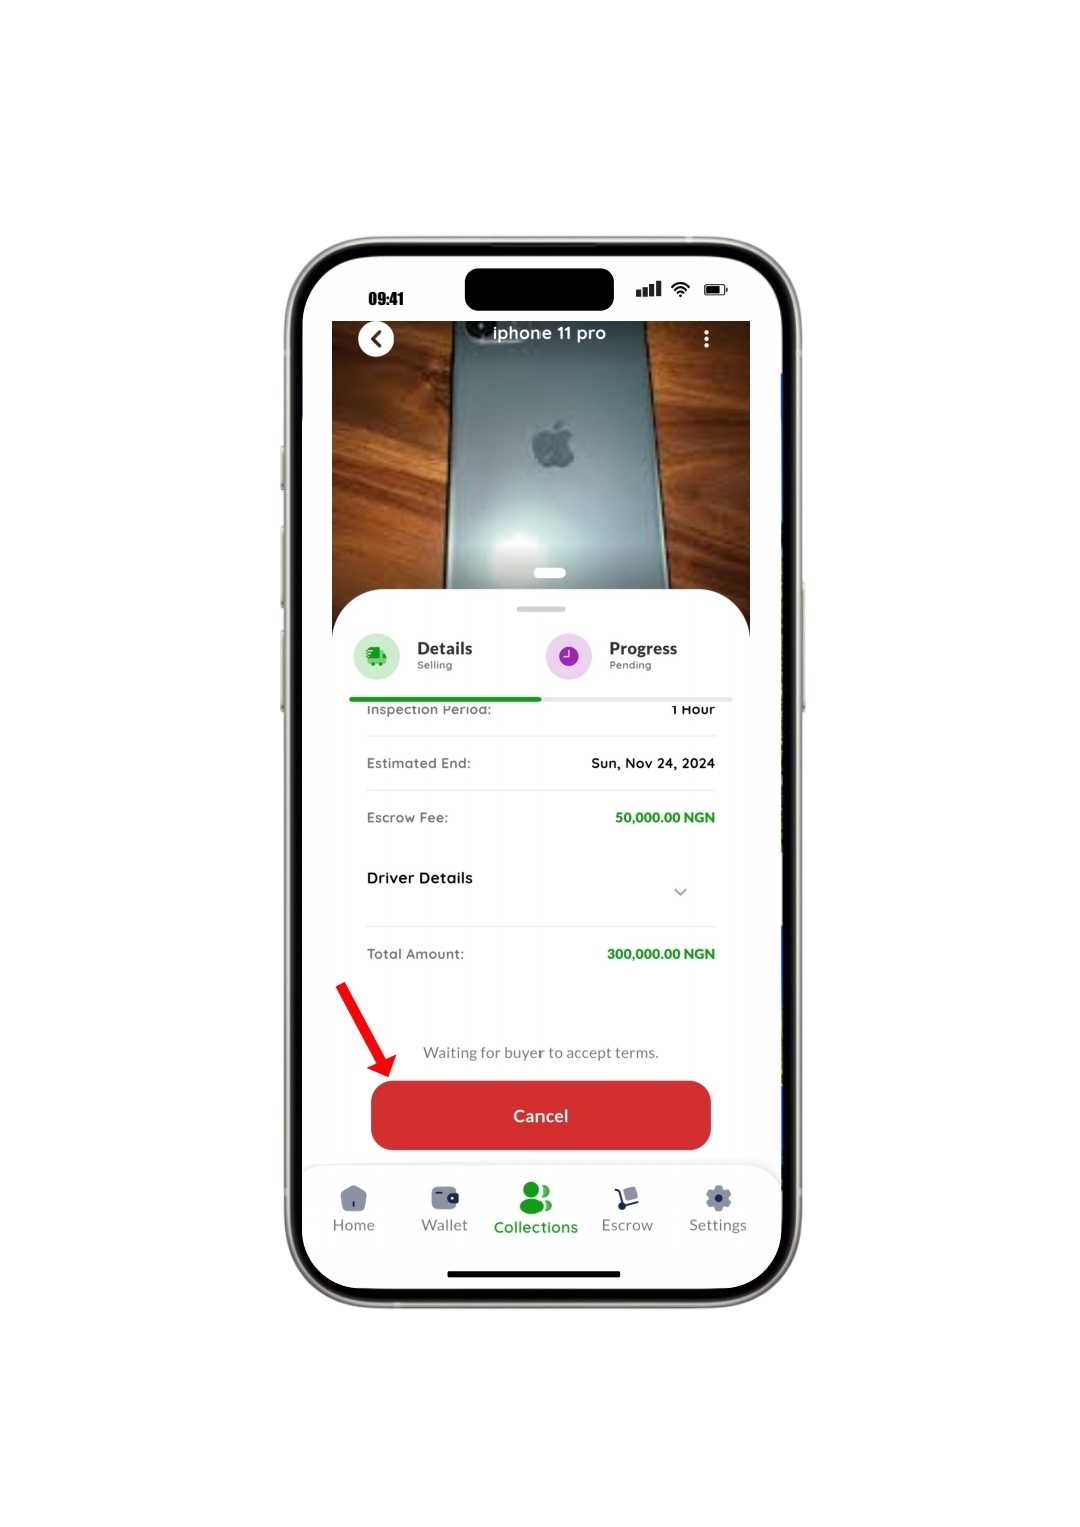 09:41
iphone 11 pro
Details
Selling
Progress
Pending
Inspection Period: 1 Hour
Estimated End: Sun, Nov 24, 2024
Escrow Fee: 50,000.00 NGN
Driver Details
Total Amount: 300,000.00 NGN
Waiting for buyer to accept terms.
Cancel
Home Wallet Collections Escrow Settings